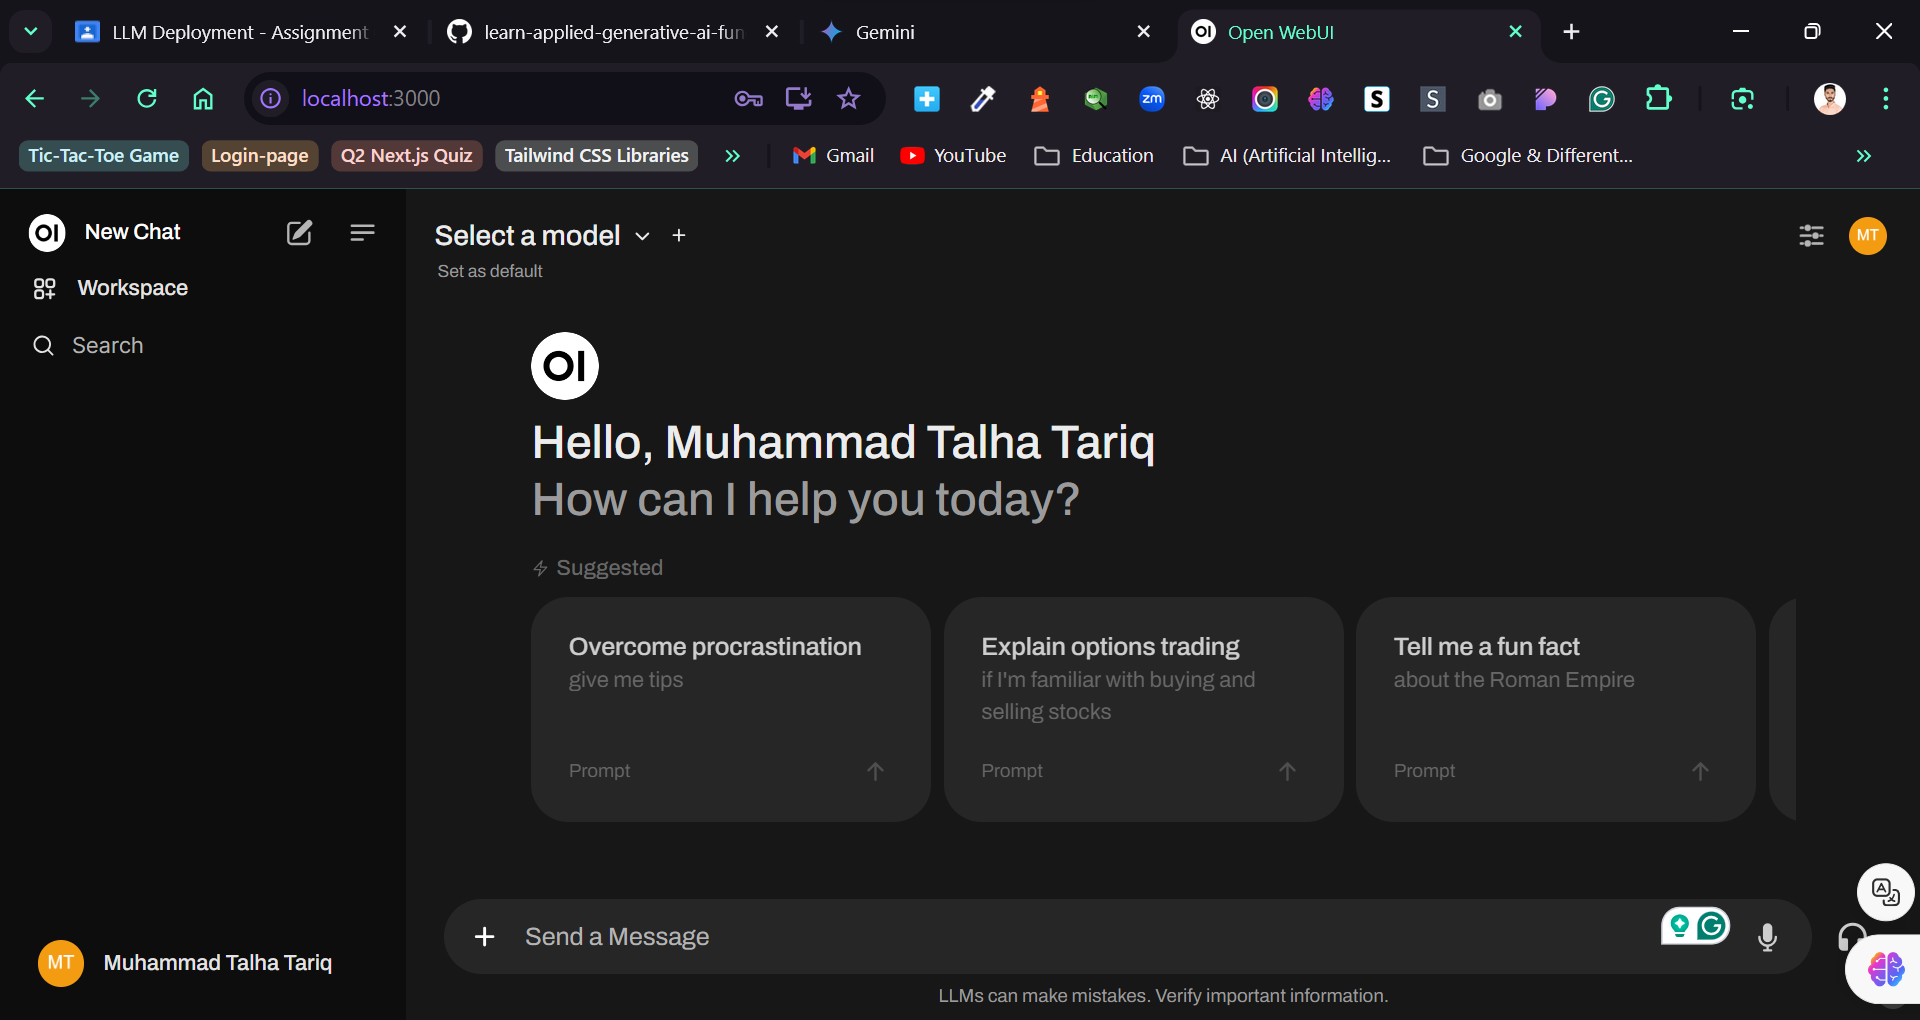 LLM Deployment - Assignment
learn-applied-generative-ai-fun
Gemini
OI
Open WebUI
localhost:3000
zm
S
S
Tic-Tac-Toe Game
Login-page
Q2 Next.js Quiz
Tailwind CSS Libraries
Gmail
YouTube
Education
AI (Artificial Intellig...
Google & Different...
OI
New Chat
Workspace
Search
Select a model
Set as default
MT
OI
Hello, Muhammad Talha Tariq
How can I help you today?
Suggested
Overcome procrastination
give me tips
Prompt
Explain options trading
if I'm familiar with buying and
selling stocks
Prompt
Tell me a fun fact
about the Roman Empire
Prompt
Send a Message
MT
Muhammad Talha Tariq
LLMs can make mistakes. Verify important information.